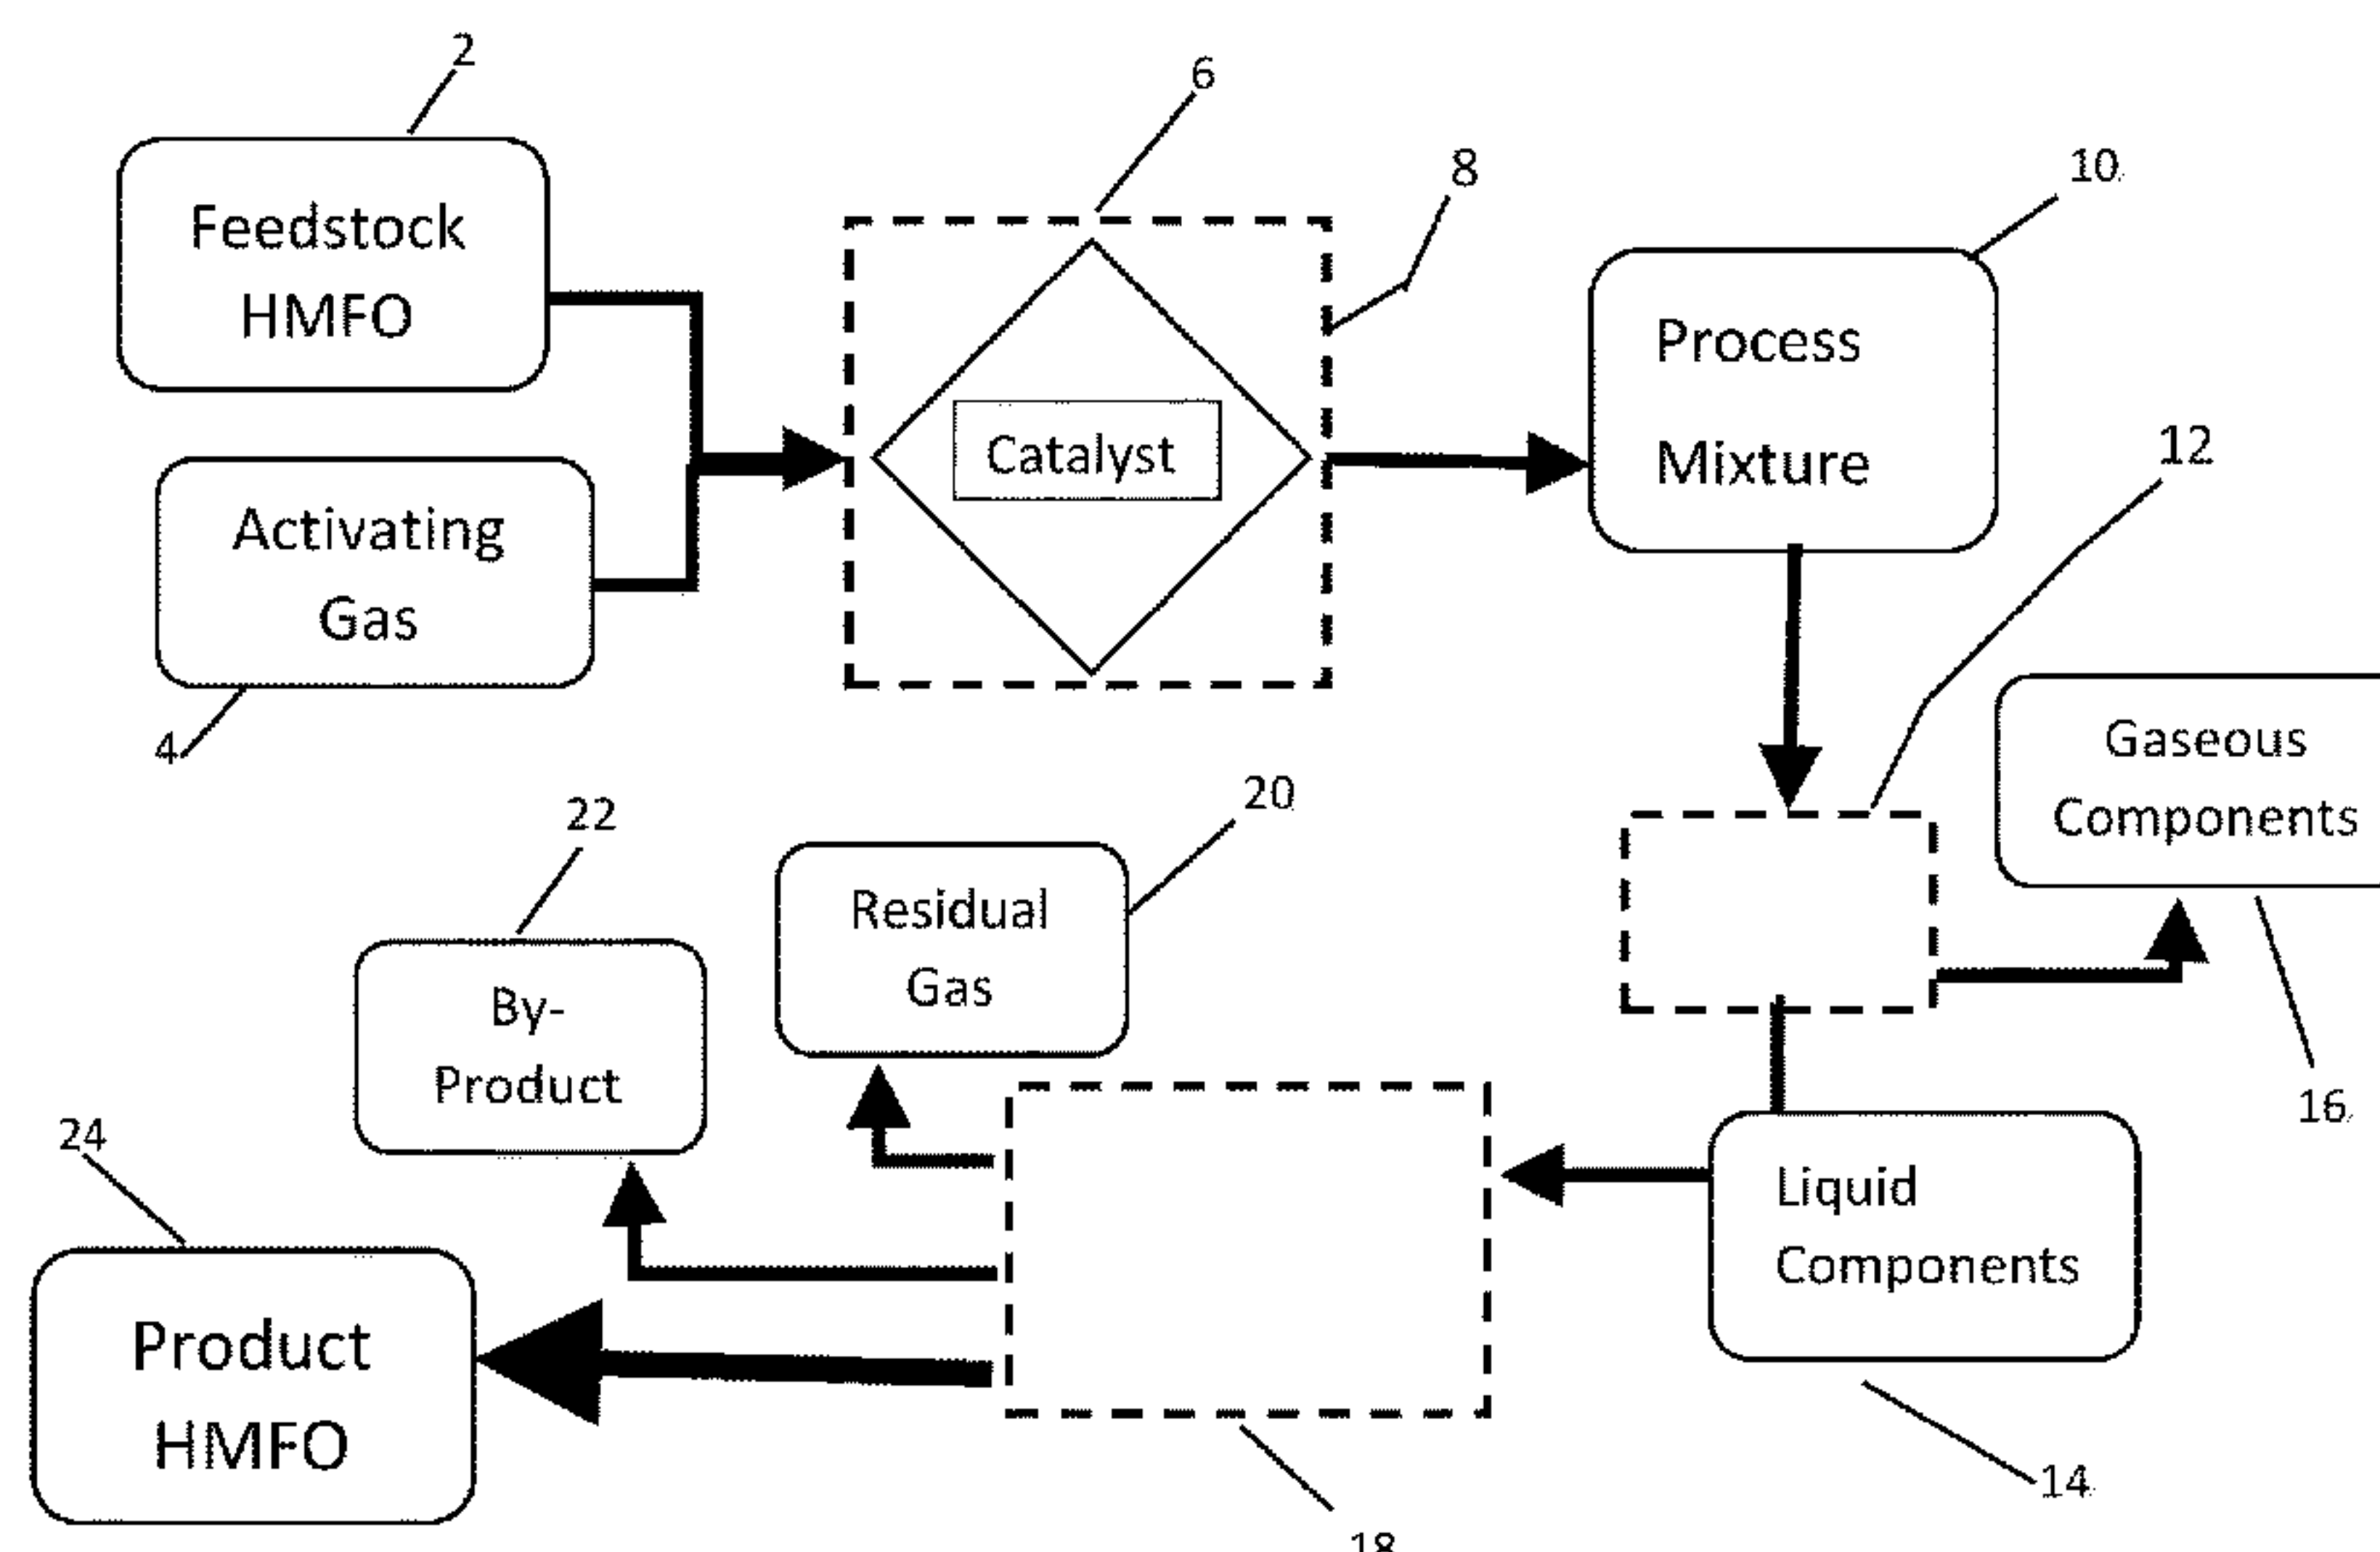 2
6
8
10
Feedstock
HMFO
Process
Mixture
Catalyst
12
Activating
Gas
4
Gaseous
Components
22
20
Residual
Gas
By-
Product
16
24
Liquid
Components
Product
HMFO
14
18